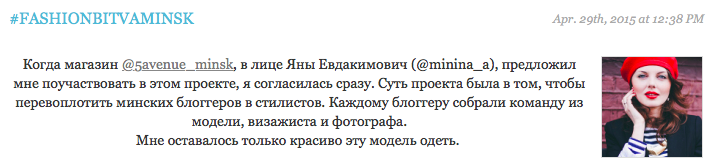 #FASHIONBITVAMINSK
Apr. 29th, 2015 at 12:38 PM
Когда магазин @5avenue_minsk, в лице Яны Евдакимович (@minina_a), предложил
мне поучаствовать в этом проекте, я согласилась сразу. Суть проекта была в том, чтобы
перевоплотить минских блоггеров в стилистов. Каждому блоггеру собрали команду из
модели, визажиста и фотографа.
Мне оставалось только красиво эту модель одеть.